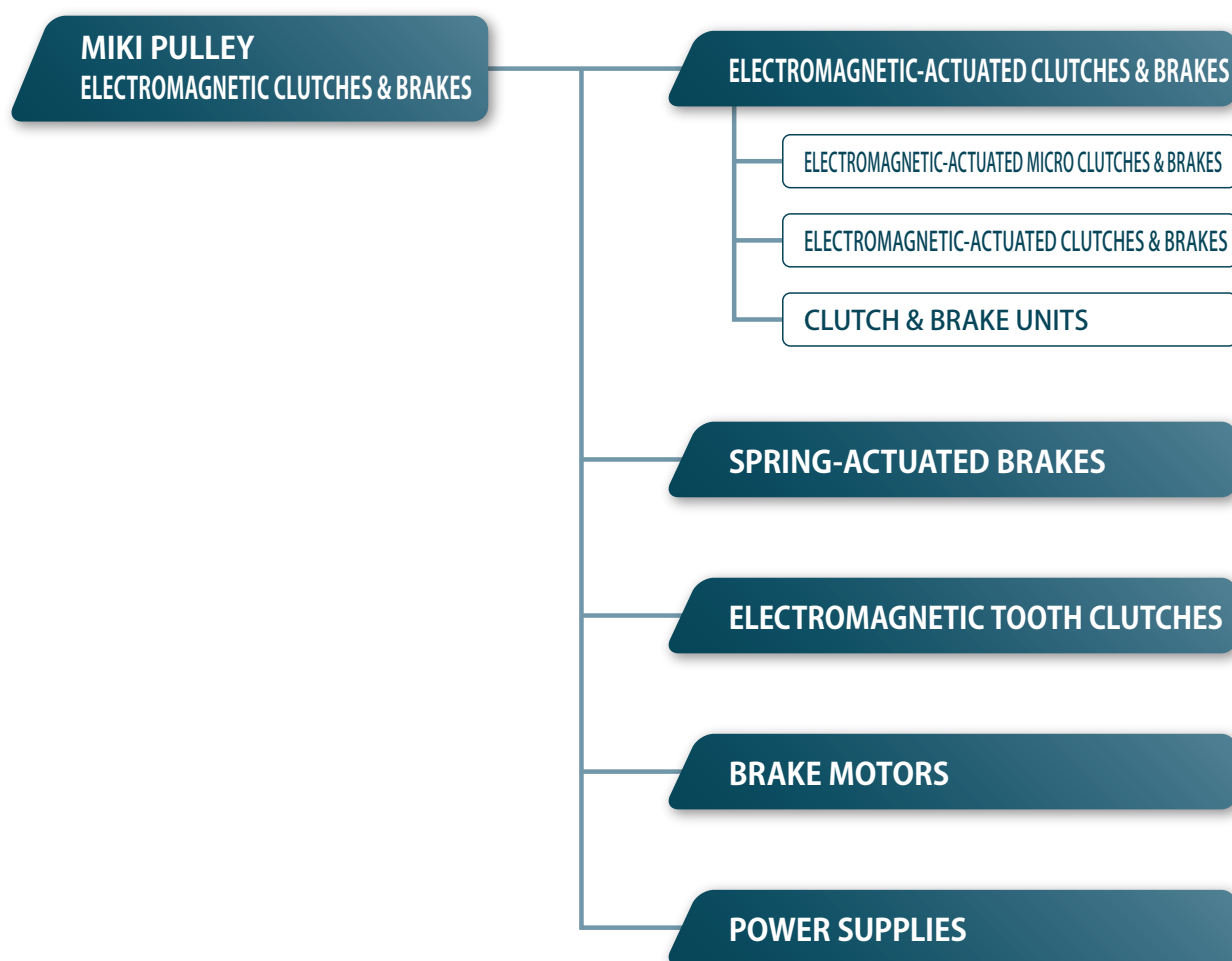 MIKI PULLEY
ELECTROMAGNETIC CLUTCHES & BRAKES
ELECTROMAGNETIC-ACTUATED CLUTCHES & BRAKES
ELECTROMAGNETIC-ACTUATED MICRO CLUTCHES & BRAKES
ELECTROMAGNETIC-ACTUATED CLUTCHES & BRAKES
CLUTCH & BRAKE UNITS
SPRING-ACTUATED BRAKES
ELECTROMAGNETIC TOOTH CLUTCHES
BRAKE MOTORS
POWER SUPPLIES